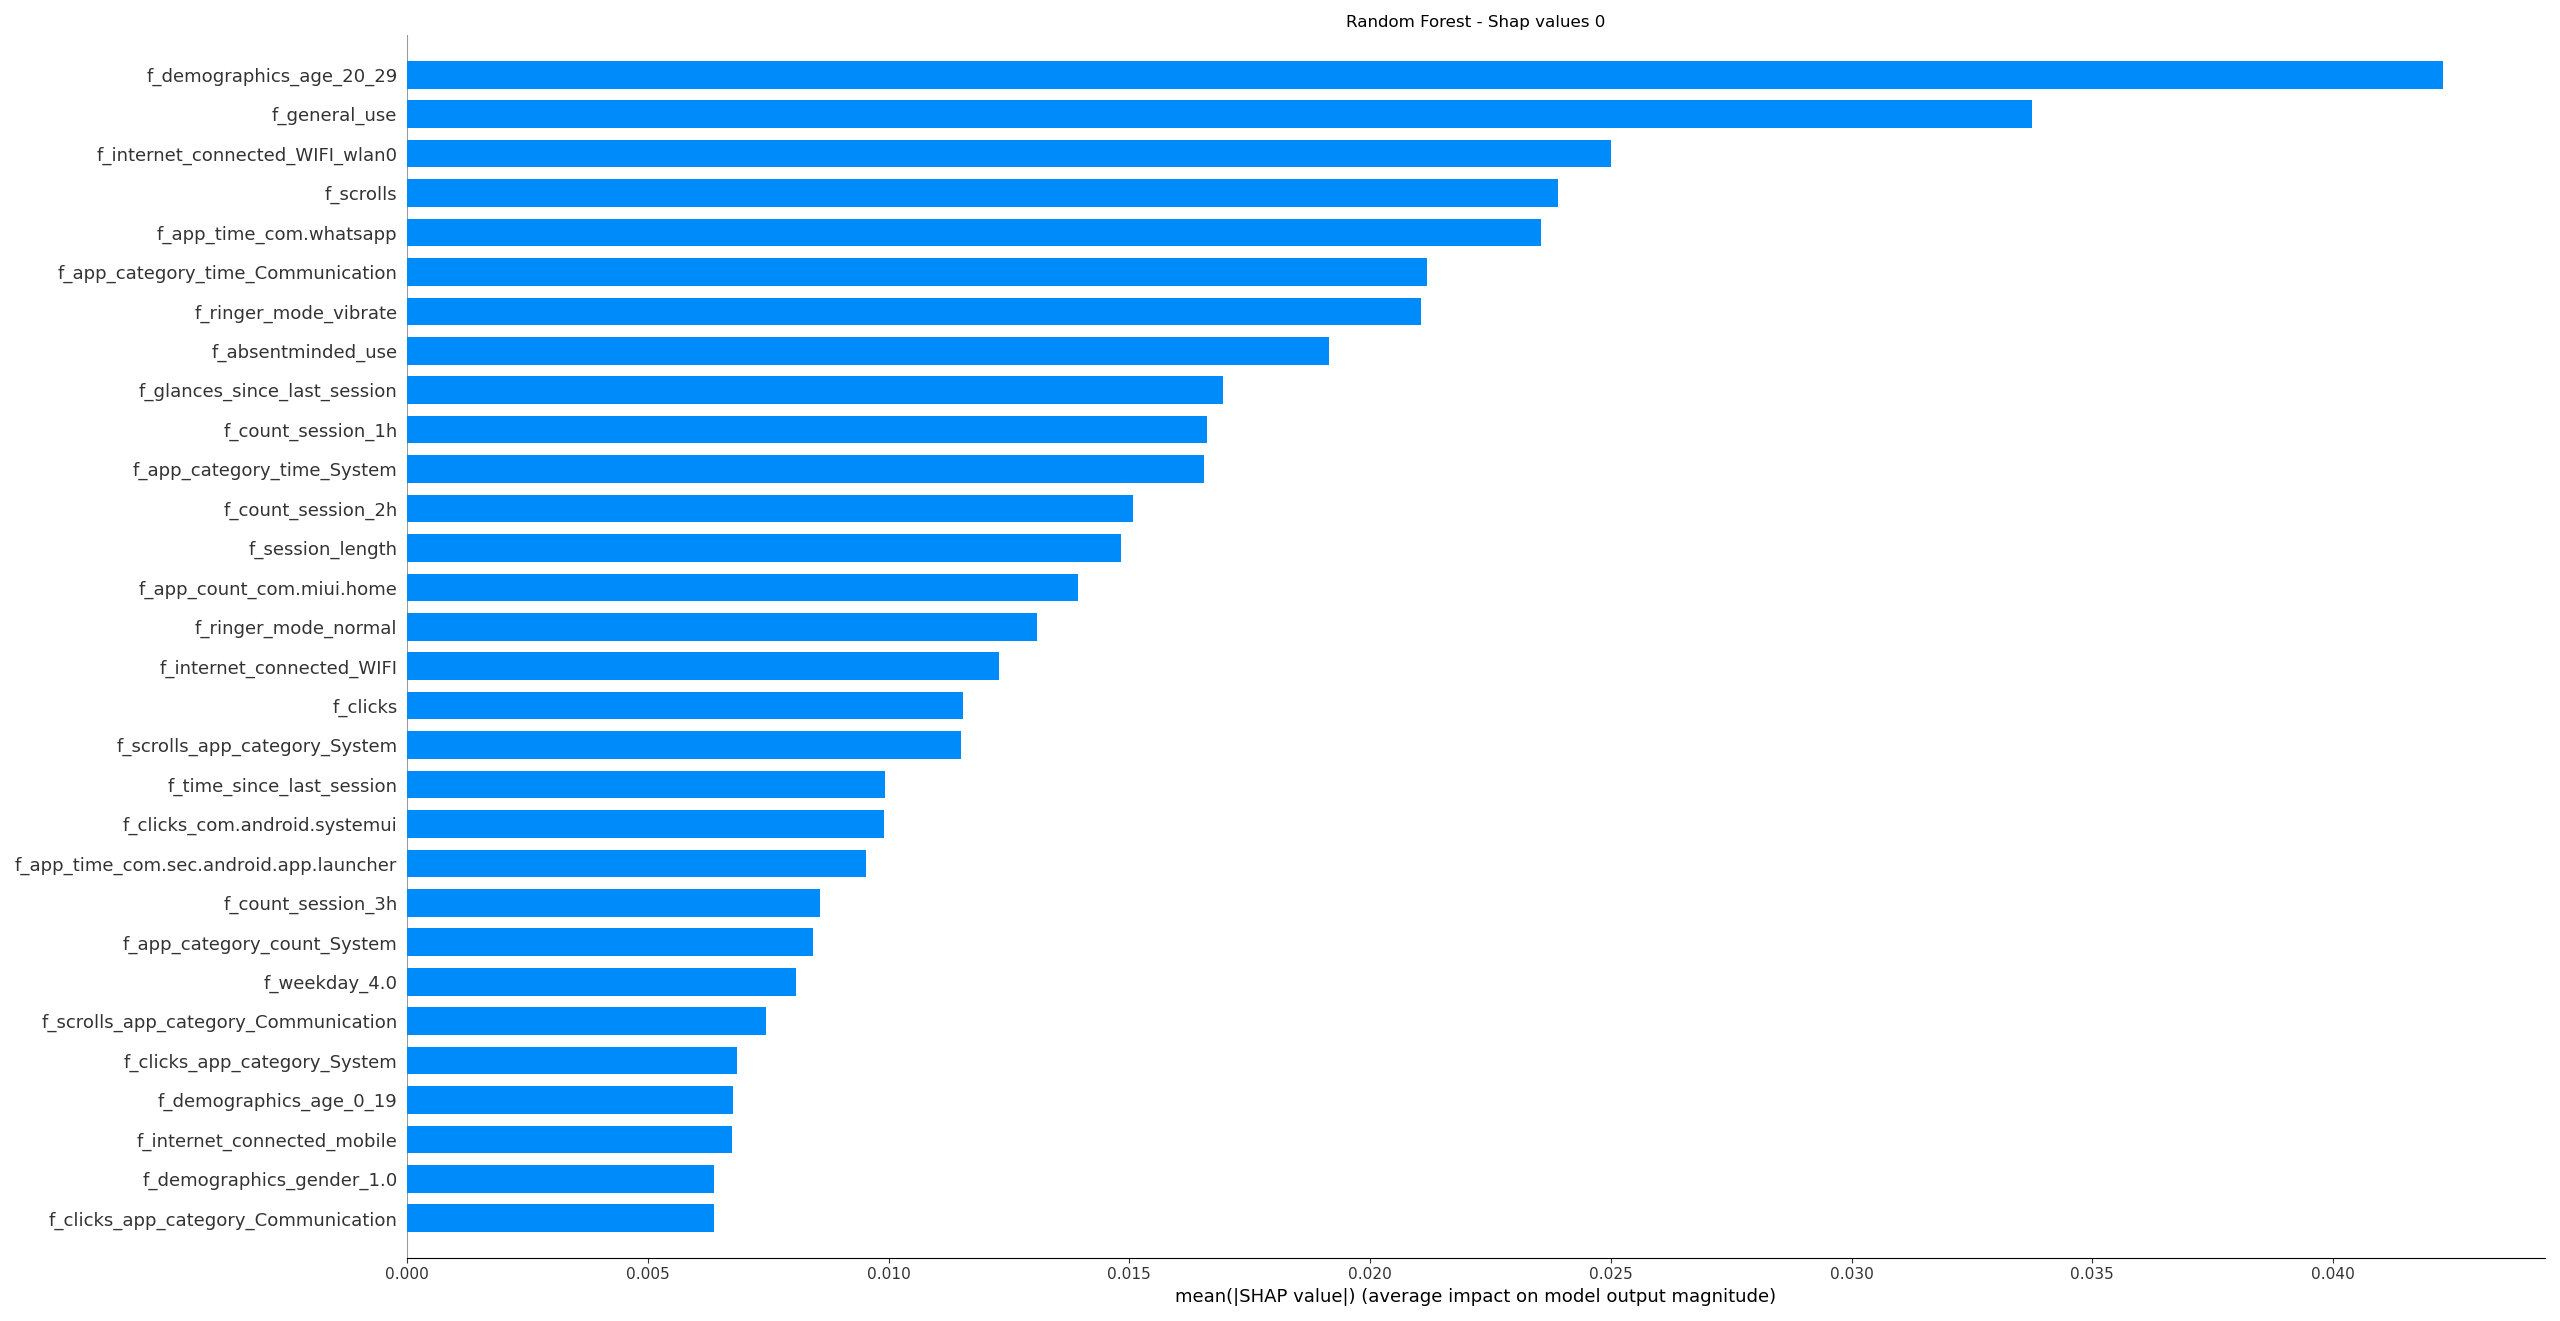 Random Forest - Shap values 0
f_demographics_age_20_29
f_general_use
f_internet_connected_WIFI_wlan0
f_scrolls
f_app_time_com.whatsapp
f_app_category_time_Communication
f_ringer_mode_vibrate
f_absentminded_use
f_glances_since_last_session
f_count_session_1h
f_app_category_time_System
f_count_session_2h
f_session_length
f_app_count_com.miui.home
f_ringer_mode_normal
f_internet_connected_WIFI
f_clicks
f_scrolls_app_category_System
f_time_since_last_session
f_clicks_com.android.systemui
f_app_time_com.sec.android.app.launcher
f_count_session_3h
f_app_category_count_System
f_weekday_4.0
f_scrolls_app_category_Communication
f_clicks_app_category_System
f_demographics_age_0_19
f_internet_connected_mobile
f_demographics_gender_1.0
f_clicks_app_category_Communication
0.000 0.005 0.010 0.015 0.020 0.025 0.030 0.035 0.040
mean(|SHAP value|) (average impact on model output magnitude)